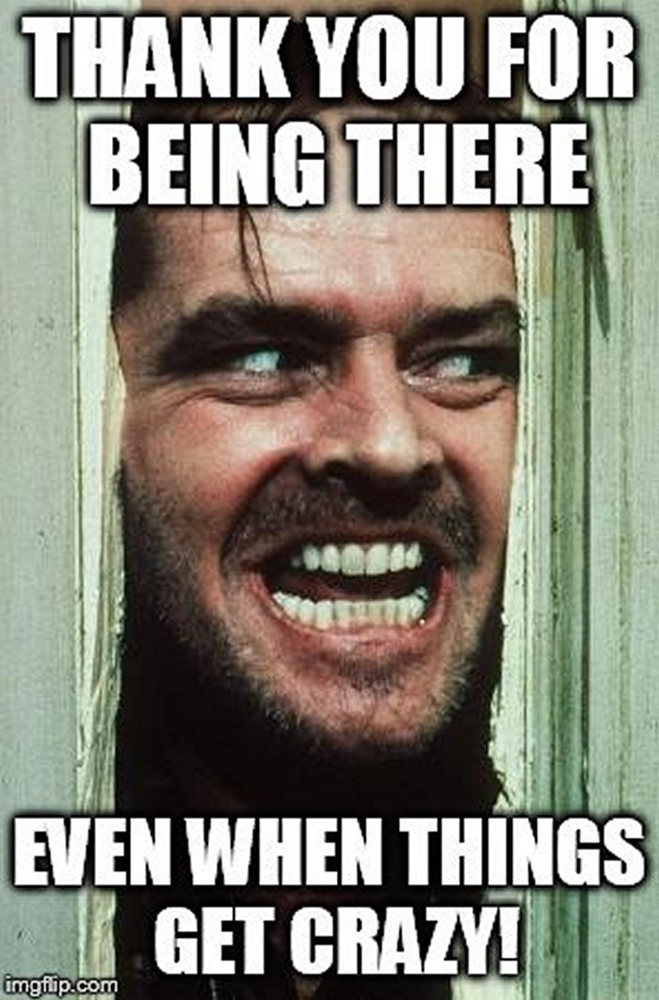 THANK YOU FOR
BEING THERE
EVEN WHEN THINGS
GET CRAZY!
imgflip.com